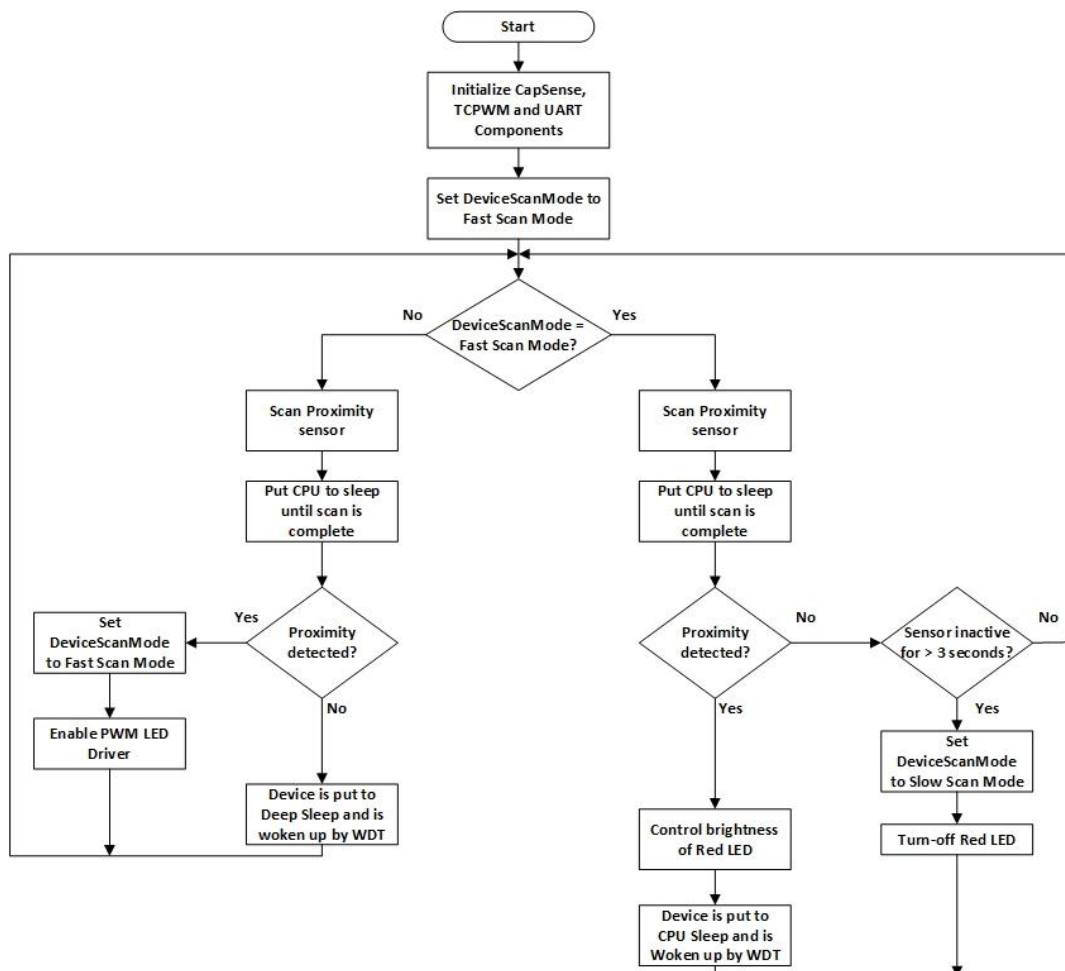 Start
Initialize CapSense,
TCPWM and UART
Components
Set DeviceScanMode to
Fast Scan Mode
No
Yes
DeviceScanMode =
Fast Scan Mode?
Scan Proximity
sensor
Put CPU to sleep
until scan is
complete
Yes
Proximity
detected?
No
Set
DeviceScanMode
to Fast Scan Mode
Enable PWM LED
Driver
Device is put to
Deep Sleep and is
woken up by WDT
Scan Proximity
sensor
Put CPU to sleep
until scan is
complete
Proximity
detected?
No
Yes
Sensor inactive
for > 3 seconds?
No
Yes
Set
DeviceScanMode
to Slow Scan Mode
Turn-off Red LED
Control brightness
of Red LED
Device is put to
CPU Sleep and is
Woken up by WDT